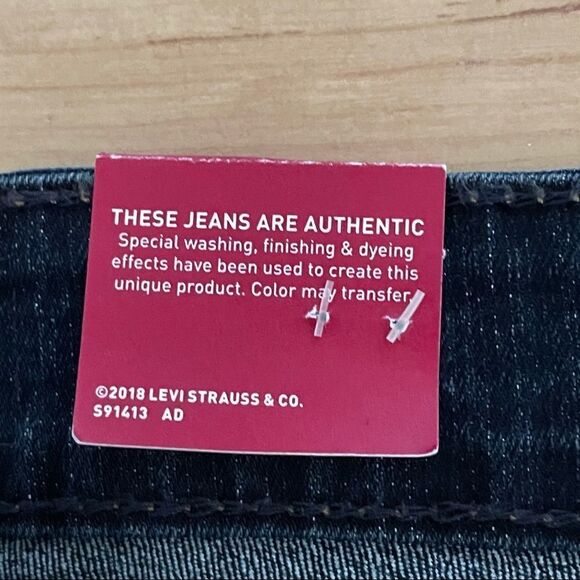 THESE JEANS ARE AUTHENTIC
Special washing, finishing & dyeing
effects have been used to create this
unique product. Color may transfer.
©2018 LEVI STRAUSS & CO.
S91413 AD